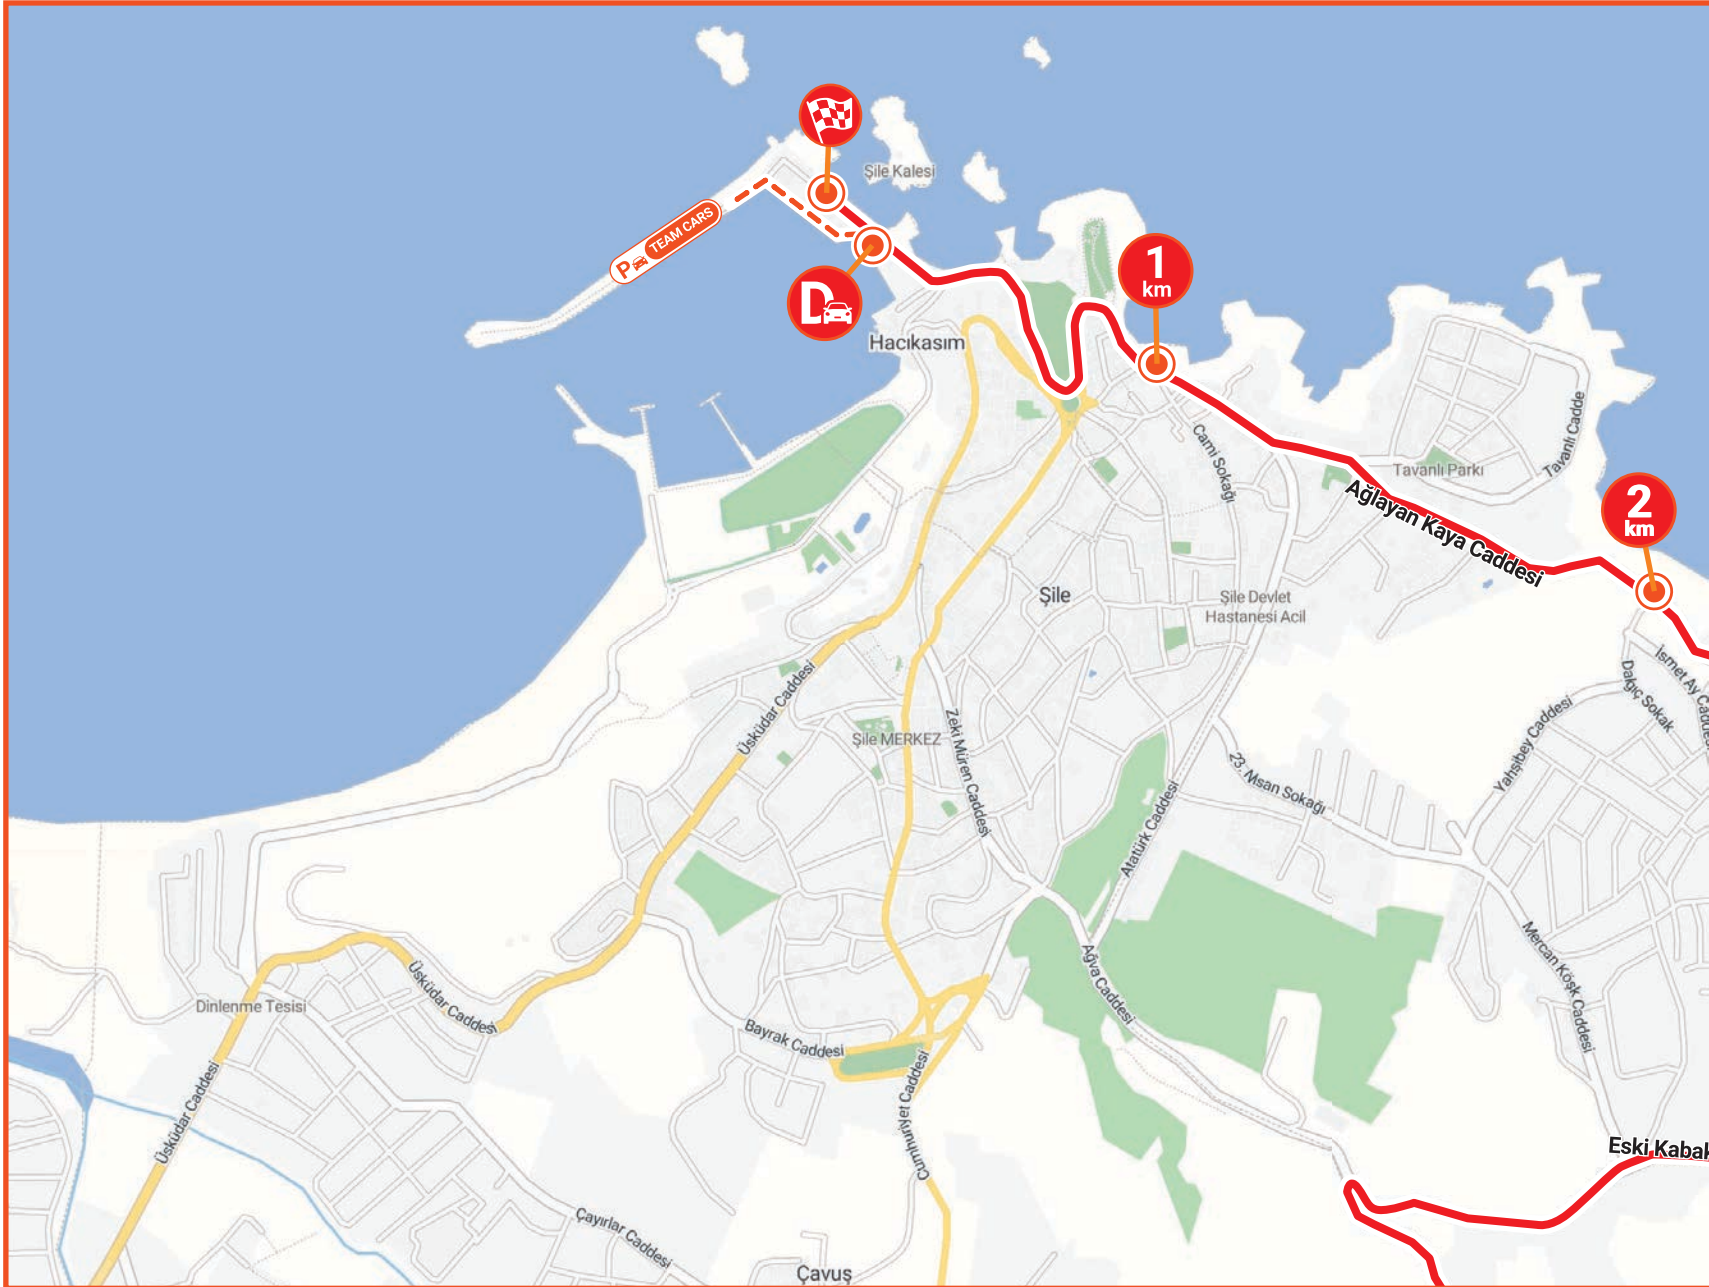 Şile Kalesi
P TEAM CARS
D
1
km
Hacıkasım
Tavanlı Cadde
Cami Sokağı
Tavanlı Parkı
Ağlayan Kaya Caddesi
2
km
Şile
Şile Devlet
Hastanesi Acil
İsmet Ay Caddesi
Dalgıç Sokak
Üsküdar Caddesi
Şile MERKEZ
Zeki Müren Caddesi
Yahşibey Caddesi
23. Nisan Sokağı
Atatürk Caddesi
Mercan Köşk Caddesi
Ağva Caddesi
Üsküdar Caddesi
Dinlenme Tesisi
Bayrak Caddesi
Üsküdar Caddesi
Cumhuriyet Caddesi
Eski Kabak
Çayırlar Caddesi
Çavuş